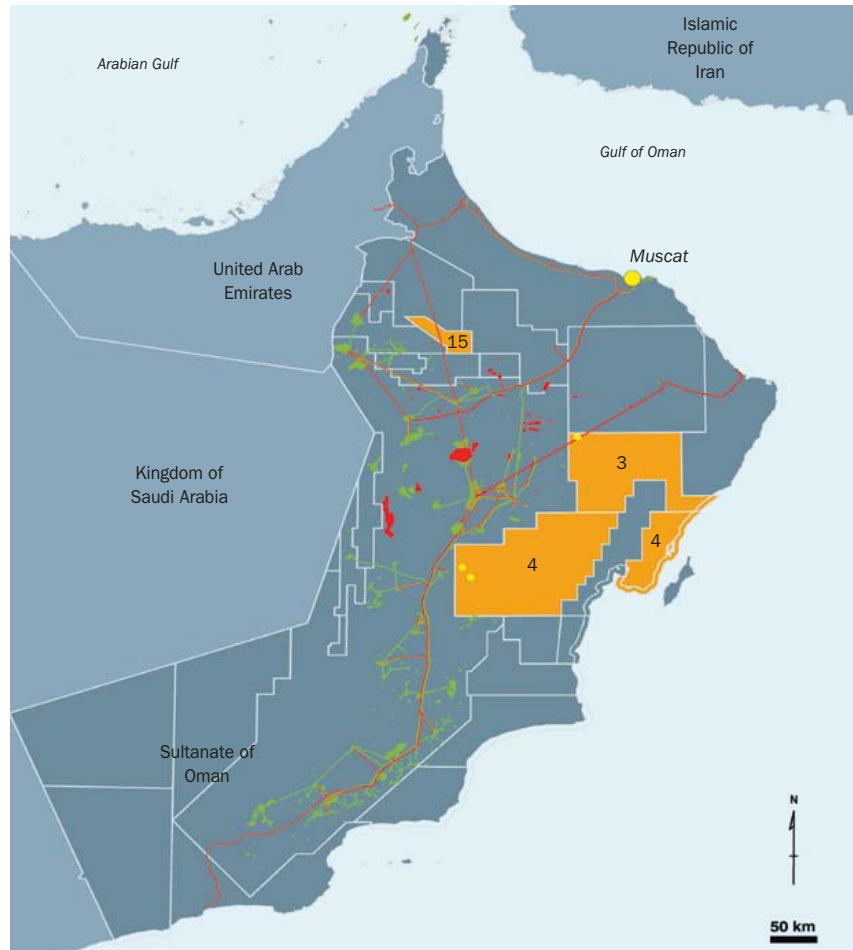 Islamic
Republic of
Iran
Arabian Gulf
Gulf of Oman
Muscat
United Arab
Emirates
15
3
Kingdom of
Saudi Arabia
4
4
Sultanate of
Oman
N
50 km